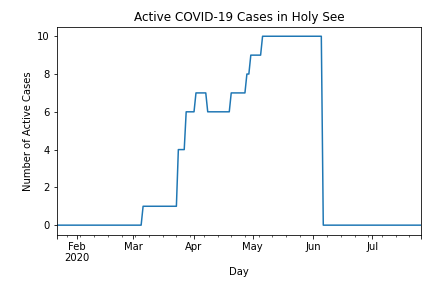 Active COVID-19 Cases in Holy See
Number of Active Cases
10
8
6
4
2
0
Feb Mar Apr May Jun Jul
2020
Day